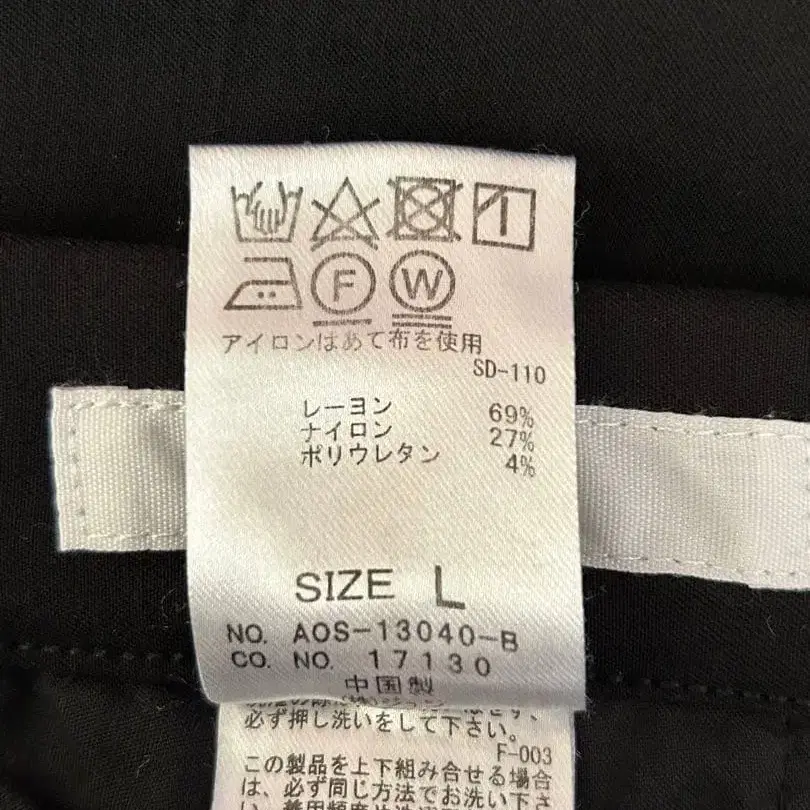 F W
アイロンはあて布を使用
SD-110
レーヨン 69%
ナイロン 27%
ポリウレタン 4%
SIZE L
NO. AOS-13040-B
CO. NO. 17130
中国製
必ず押し洗いをして下さい。
F-003
この製品を上下組み合せる場合
は、必ず同じ方法でお洗い下さ